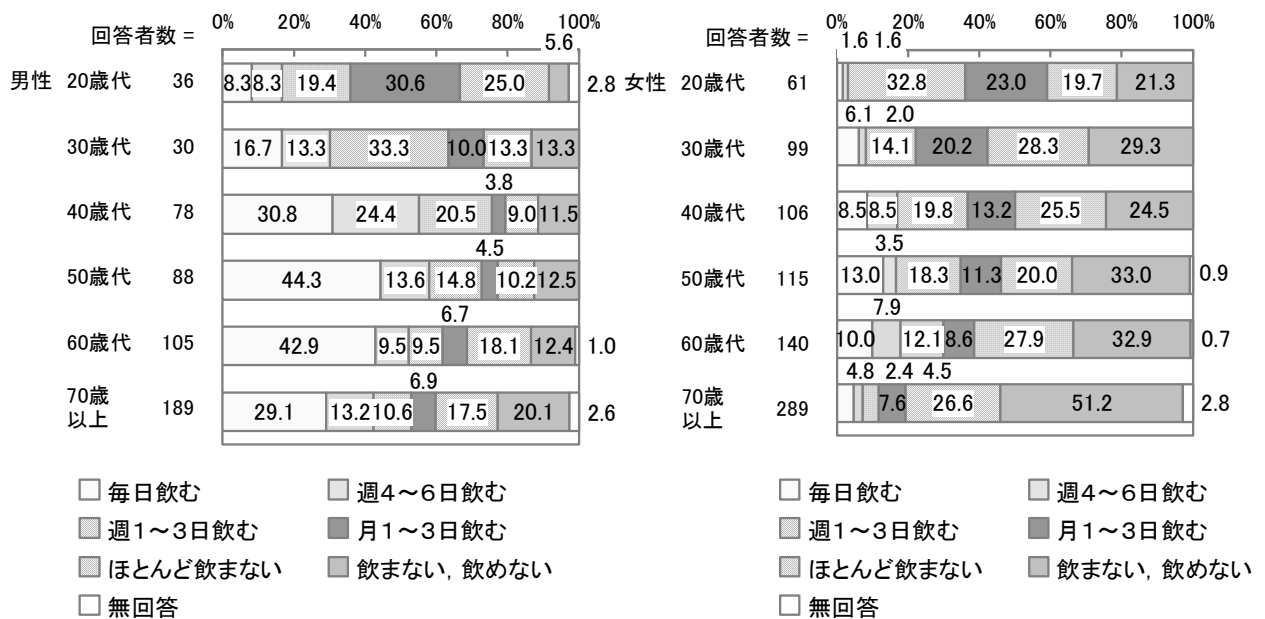 0% 20% 40% 60% 80% 100%
回答者数 =
5.6
男性 20歳代 36 8.3 8.3 19.4 30.6 25.0 2.8
30歳代 30 16.7 13.3 33.3 10.0 13.3 13.3
3.8
40歳代 78 30.8 24.4 20.5 9.0 11.5
4.5
50歳代 88 44.3 13.6 14.8 10.2 12.5
6.7
60歳代 105 42.9 9.5 9.5 18.1 12.4 1.0
6.9
70歳
以上 189 29.1 13.2 10.6 17.5 20.1 2.6
毎日飲む 週4～6日飲む
週1～3日飲む 月1～3日飲む
ほとんど飲まない 飲まない，飲めない
無回答
0% 20% 40% 60% 80% 100%
回答者数 =
1.6 1.6
女性 20歳代 61 32.8 23.0 19.7 21.3
6.1 2.0
30歳代 99 14.1 20.2 28.3 29.3
40歳代 106 8.5 8.5 19.8 13.2 25.5 24.5
3.5
50歳代 115 13.0 18.3 11.3 20.0 33.0 0.9
7.9
60歳代 140 10.0 12.1 8.6 27.9 32.9 0.7
4.8 2.4 4.5
70歳
以上 289 7.6 26.6 51.2 2.8
毎日飲む 週4～6日飲む
週1～3日飲む 月1～3日飲む
ほとんど飲まない 飲まない，飲めない
無回答